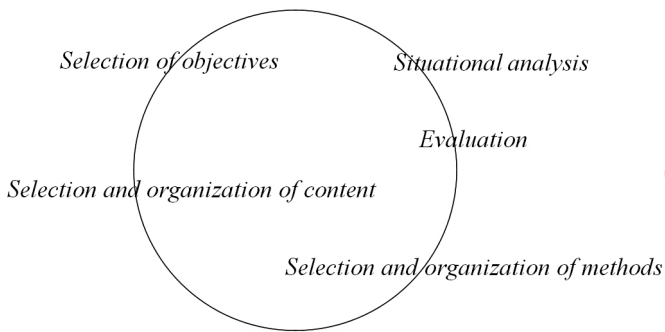 Selection of objectives
Situational analysis
Evaluation
Selection and organization of content
Selection and organization of methods